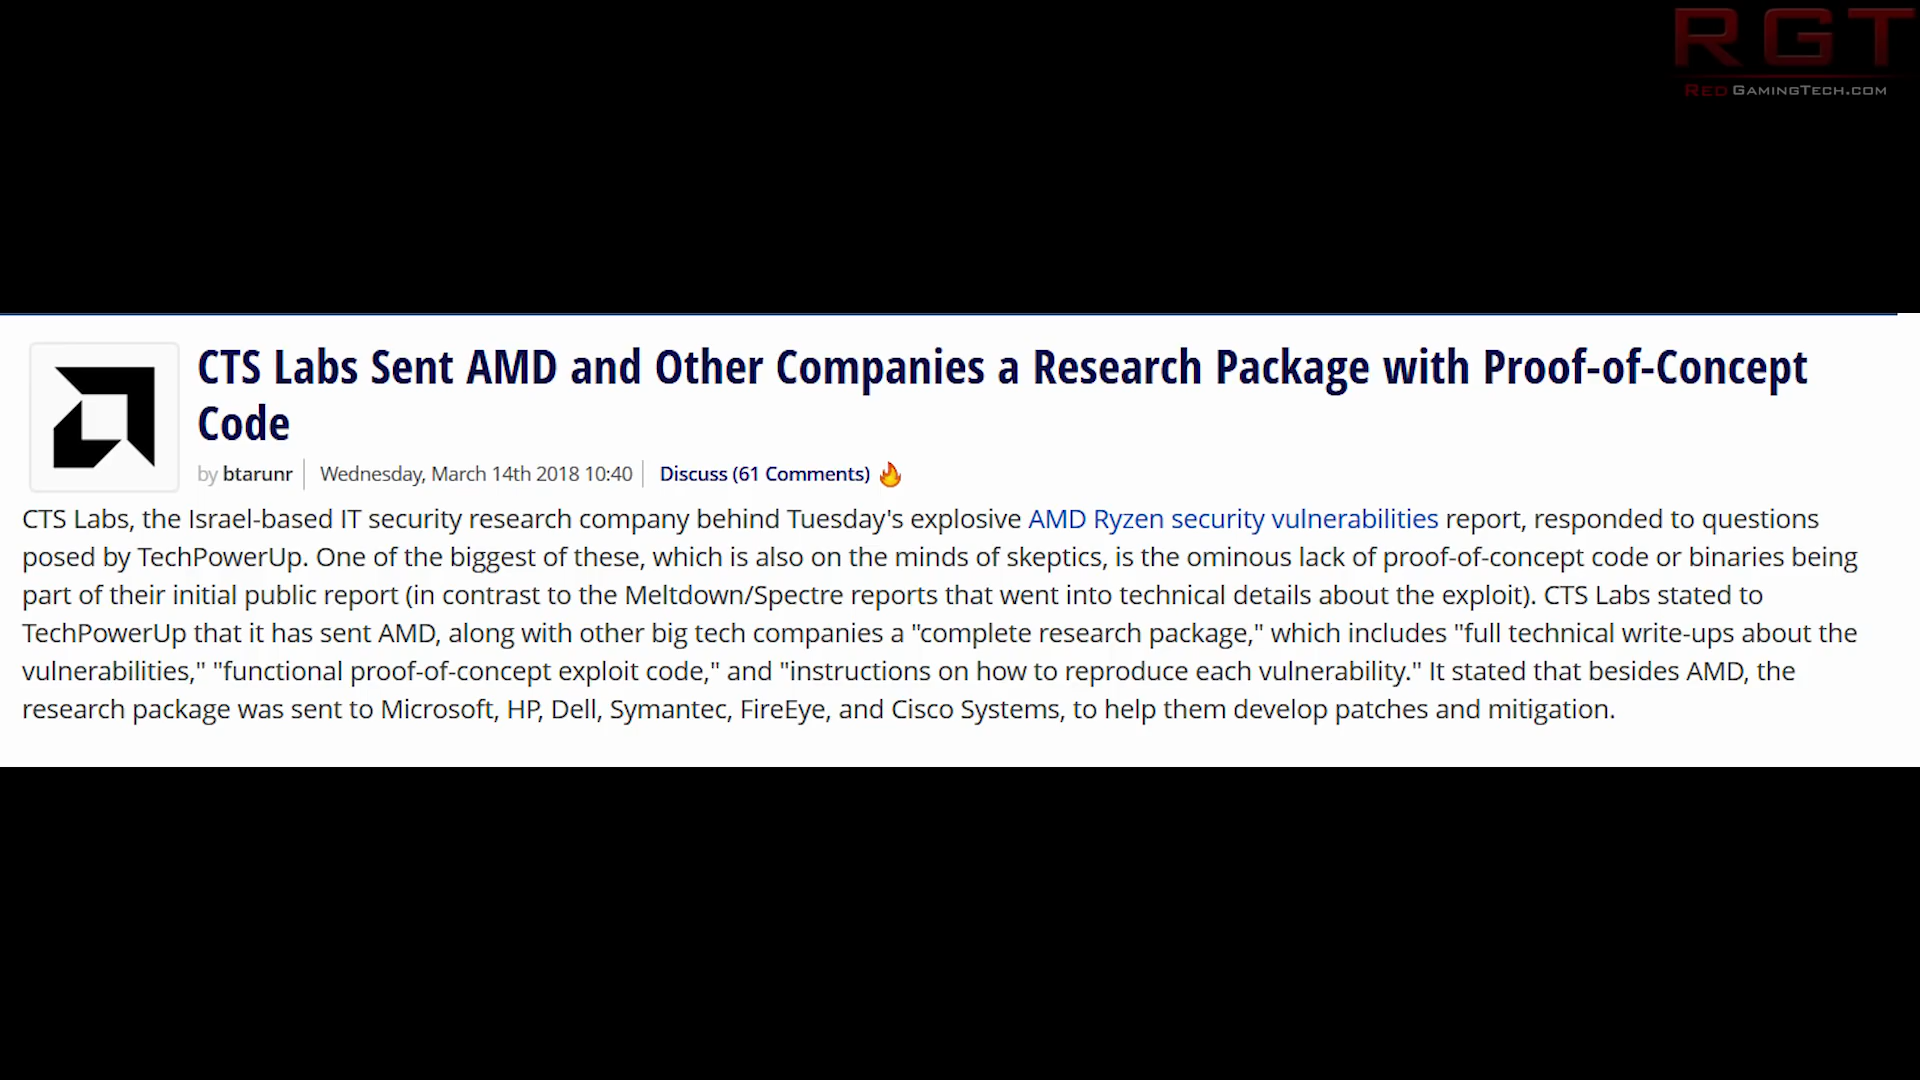 RGT
RED GAMINGTECH.COM
CTS Labs Sent AMD and Other Companies a Research Package with Proof-of-Concept
Code
by btarunr | Wednesday, March 14th 2018 10:40 | Discuss (61 Comments)
CTS Labs, the Israel-based IT security research company behind Tuesday's explosive AMD Ryzen security vulnerabilities report, responded to questions
posed by TechPowerUp. One of the biggest of these, which is also on the minds of skeptics, is the ominous lack of proof-of-concept code or binaries being
part of their initial public report (in contrast to the Meltdown/Spectre reports that went into technical details about the exploit). CTS Labs stated to
TechPowerUp that it has sent AMD, along with other big tech companies a "complete research package," which includes "full technical write-ups about the
vulnerabilities," "functional proof-of-concept exploit code," and "instructions on how to reproduce each vulnerability." It stated that besides AMD, the
research package was sent to Microsoft, HP, Dell, Symantec, FireEye, and Cisco Systems, to help them develop patches and mitigation.